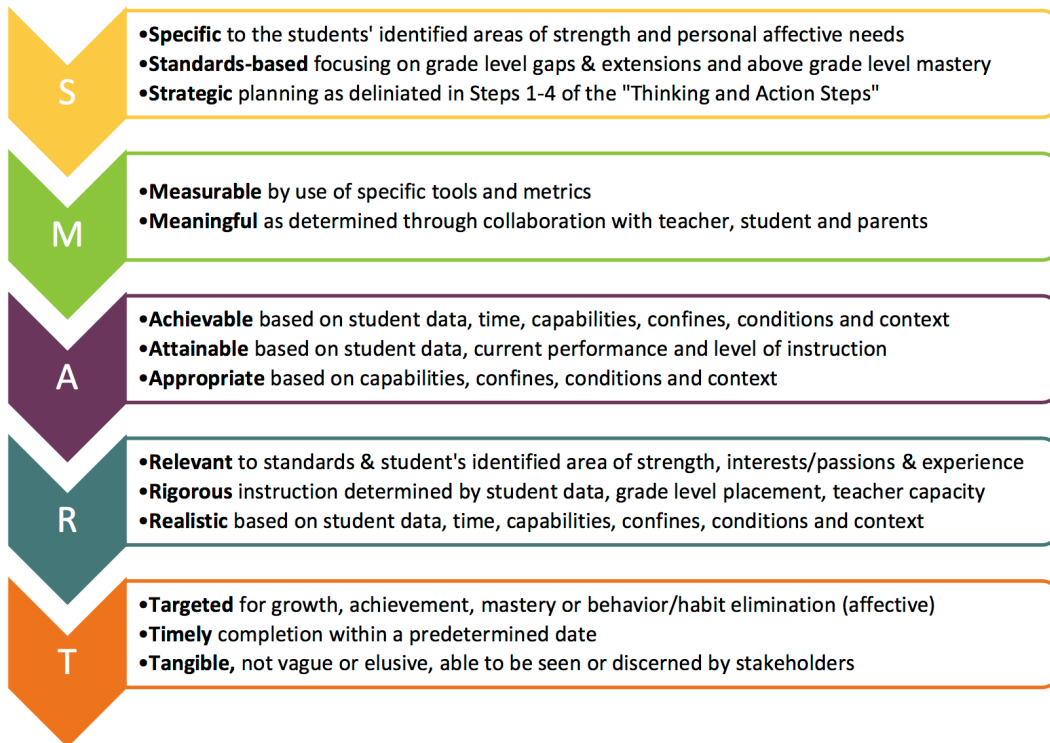 S
•Specific to the students' identified areas of strength and personal affective needs
•Standards-based focusing on grade level gaps & extensions and above grade level mastery
•Strategic planning as deliniated in Steps 1-4 of the "Thinking and Action Steps"
M
•Measurable by use of specific tools and metrics
•Meaningful as determined through collaboration with teacher, student and parents
A
•Achievable based on student data, time, capabilities, confines, conditions and context
•Attainable based on student data, current performance and level of instruction
•Appropriate based on capabilities, confines, conditions and context
R
•Relevant to standards & student's identified area of strength, interests/passions & experience
•Rigorous instruction determined by student data, grade level placement, teacher capacity
•Realistic based on student data, time, capabilities, confines, conditions and context
T
•Targeted for growth, achievement, mastery or behavior/habit elimination (affective)
•Timely completion within a predetermined date
•Tangible, not vague or elusive, able to be seen or discerned by stakeholders